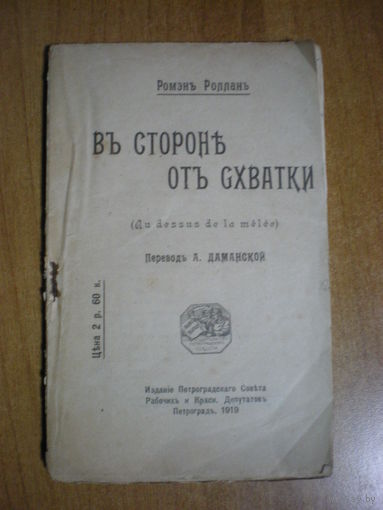 Ромэнъ Ролланъ
ВЪ СТОРОНѢ
ОТЪ СХВАТКИ
(Au dessus de la mêlée)
Переводъ А. ДАМАНСКОЙ
Цѣна 2 р. 60 к.
Изданіе Петроградскаго Совѣта
Рабочихъ и Красн. Депутатовъ
Петроградъ, 1919